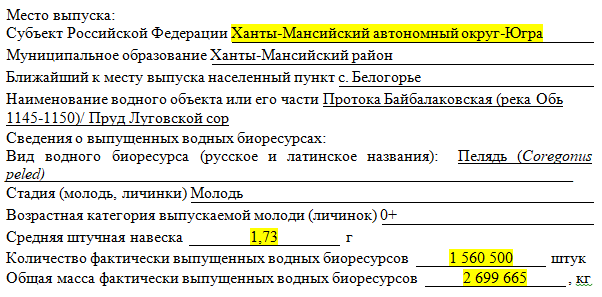 Место выпуска:
Субъект Российской Федерации Ханты-Мансийский автономный округ-Югра
Муниципальное образование Ханты-Мансийский район
Ближайший к месту выпуска населенный пункт с. Белогорье
Наименование водного объекта или его части Протока Байбалаковская (река Обь
1145-1150)/ Пруд Луговской сор
Сведения о выпущенных водных биоресурсах:
Вид водного биоресурса (русское и латинское названия): Пелядь (Coregonus
peled)
Стадия (молодь, личинки) Молодь
Возрастная категория выпускаемой молоди (личинок) 0+
Средняя штучная навеска 1,73 г
Количество фактически выпущенных водных биоресурсов 1 560 500 штук
Общая масса фактически выпущенных водных биоресурсов 2 699 665 , кг